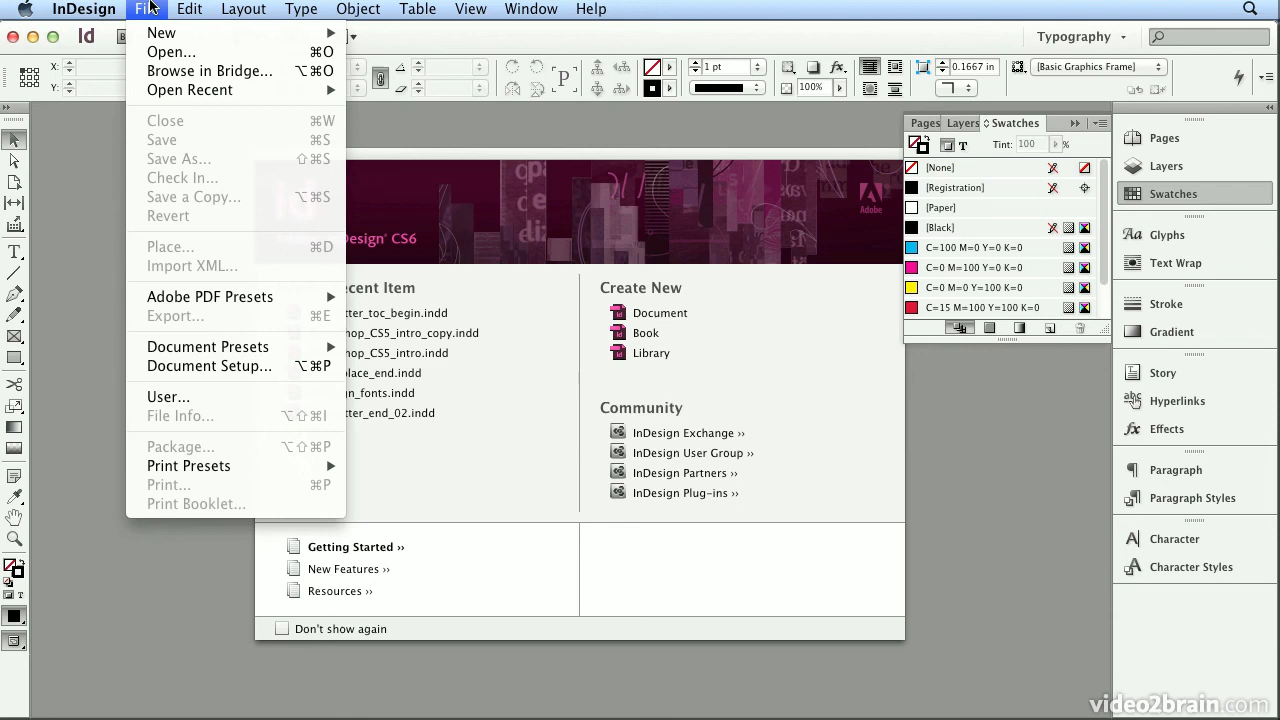 InDesign File Edit Layout Type Object Table View Window Help
Id Typography
X: 1 pt 0.1667 in [Basic Graphics Frame]
Y: 100%
New
Open... ⌘O
Browse in Bridge... ⌥⌘O
Open Recent
Close ⌘W
Save ⌘S
Save As... ⇧⌘S
Check In...
Save a Copy... ⌥⌘S
Revert
Place... ⌘D
Import XML...
Adobe PDF Presets
Export... ⌘E
Document Presets
Document Setup... ⌥⌘P
User...
File Info... ⌥⇧⌘I
Package... ⌥⇧⌘P
Print Presets
Print... ⌘P
Print Booklet...
Design® CS6
Adobe
ecent Item
tter_toc_begin.indd
hop_CS5_intro_copy.indd
hop_CS5_intro.indd
place_end.indd
gn_fonts.indd
tter_end_02.indd
Create New
Document
Book
Library
Community
InDesign Exchange ››
InDesign User Group ››
InDesign Partners ››
InDesign Plug-ins ››
Getting Started ››
New Features ››
Resources ››
Don't show again
Pages Layers Swatches
T Tint: 100 %
[None]
[Registration]
[Paper]
[Black]
C=100 M=0 Y=0 K=0
C=0 M=100 Y=0 K=0
C=0 M=0 Y=100 K=0
C=15 M=100 Y=100 K=0
Pages
Layers
Swatches
Glyphs
Text Wrap
Stroke
Gradient
Story
Hyperlinks
Effects
Paragraph
Paragraph Styles
Character
Character Styles
video2brain.com